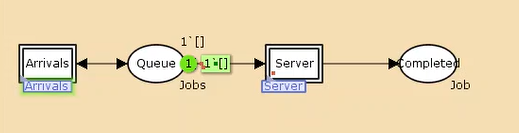 1`[]
Arrivals
Queue
1
1`[]
Server
Completed
Arrivals
Jobs
Server
Job